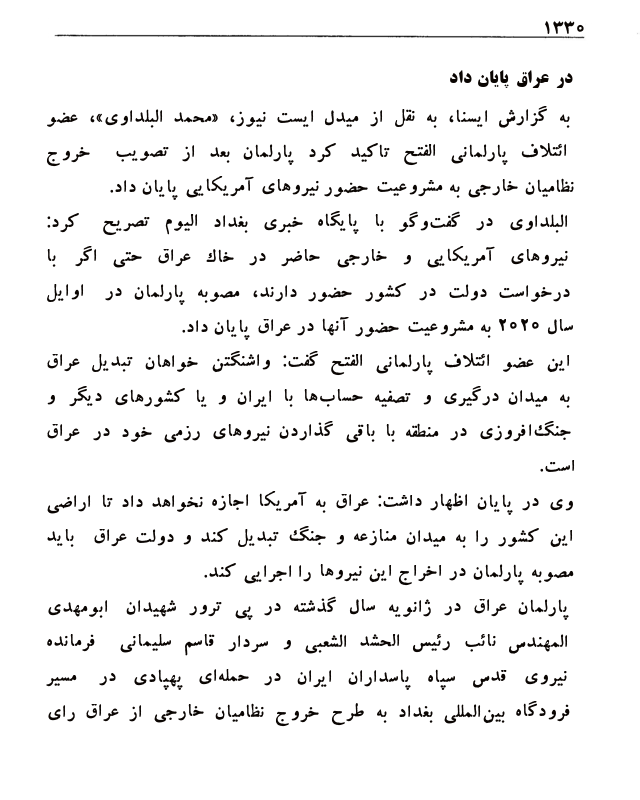 ۱۳۳۰
در عراق پایان داد
به گزارش ایسنا، به نقل از میدل ایست نیوز، «محمد البلداوی»، عضو
ائتلاف پارلمانی الفتح تاکید کرد پارلمان بعد از تصویب خروج
نظامیان خارجی به مشروعیت حضور نیروهای آمریکایی پایان داد.
البلداوی در گفت‌وگو با پایگاه خبری بغداد الیوم تصریح کرد:
نیروهای آمریکایی و خارجی حاضر در خاک عراق حتی اگر با
درخواست دولت در کشور حضور دارند، مصوبه پارلمان در اوایل
سال ۲۰۲۰ به مشروعیت حضور آنها در عراق پایان داد.
این عضو ائتلاف پارلمانی الفتح گفت: واشنگتن خواهان تبدیل عراق
به میدان درگیری و تصفیه حساب‌ها با ایران و یا کشورهای دیگر و
جنگ‌افروزی در منطقه با باقی گذاردن نیروهای رزمی خود در عراق
است.
وی در پایان اظهار داشت: عراق به آمریکا اجازه نخواهد داد تا اراضی
این کشور را به میدان منازعه و جنگ تبدیل کند و دولت عراق باید
مصوبه پارلمان در اخراج این نیروها را اجرایی کند.
پارلمان عراق در ژانویه سال گذشته در پی ترور شهیدان ابومهدی
المهندس نائب رئیس الحشد الشعبی و سردار قاسم سلیمانی فرمانده
نیروی قدس سپاه پاسداران ایران در حمله‌ای پهپادی در مسیر
فرودگاه بین‌المللی بغداد به طرح خروج نظامیان خارجی از عراق رای